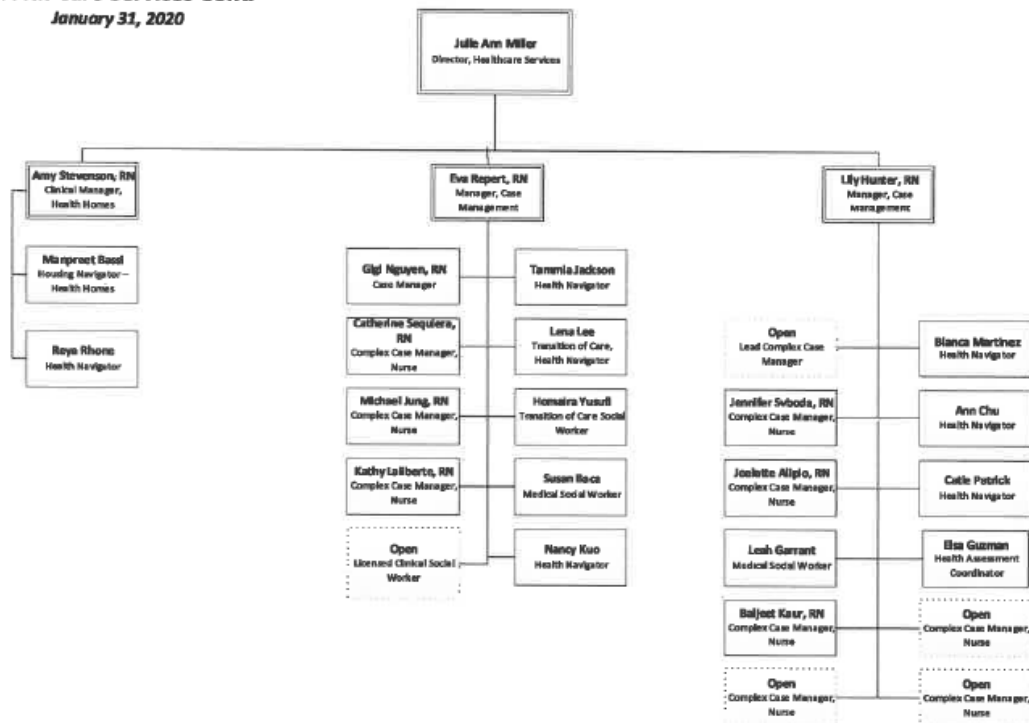 January 31, 2020
Julie Ann Miller
Director, Healthcare Services
Amy Stevenson, RN
Clinical Manager,
Health Homes
Manpreet Bassi
Housing Navigator –
Health Homes
Reya Rhone
Health Navigator
Eva Repert, RN
Manager, Case
Management
Gigi Nguyen, RN
Case Manager
Tammia Jackson
Health Navigator
Catherine Sequiera,
RN
Complex Case Manager,
Nurse
Lena Lee
Transition of Care,
Health Navigator
Michael Jung, RN
Complex Case Manager,
Nurse
Homaira Yusufi
Transition of Care Social
Worker
Kathy Laliberte, RN
Complex Case Manager,
Nurse
Susan
Medical Social Worker
Open
Licensed Clinical Social
Worker
Nancy Kuo
Health Navigator
Lily Hunter, RN
Manager, Case
Management
Open
Lead Complex Case
Manager
Bianca Martinez
Health Navigator
Jennifer Svboda, RN
Complex Case Manager,
Nurse
Ann Chu
Health Navigator
Joelette Alipio, RN
Complex Case Manager,
Nurse
Catie Patrick
Health Navigator
Leah Garrant
Medical Social Worker
Elsa Guzman
Health Assessment
Coordinator
Baljeet Kaur, RN
Complex Case Manager,
Nurse
Open
Complex Case Manager,
Nurse
Open
Complex Case Manager,
Nurse
Open
Complex Case Manager,
Nurse